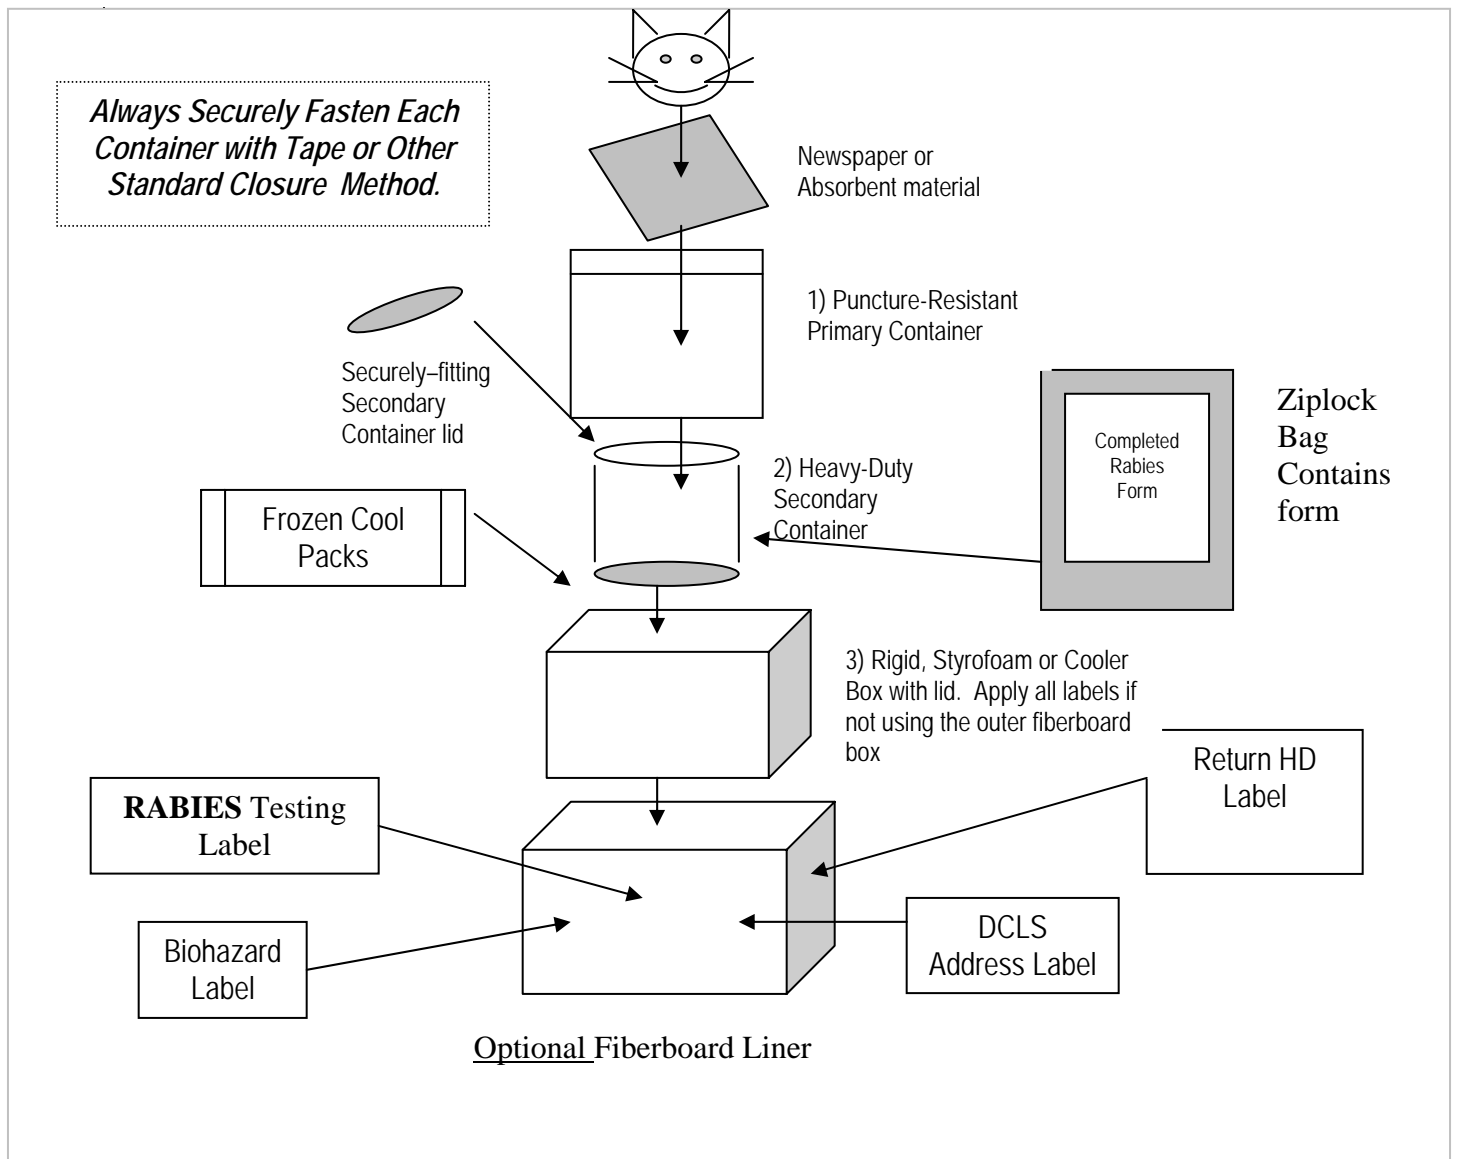 Always Securely Fasten Each
Container with Tape or Other
Standard Closure Method.
Newspaper or
Absorbent material
1) Puncture-Resistant
Primary Container
Securely–fitting
Secondary
Container lid
Completed
Rabies
Form
Ziplock
Bag
Contains
form
2) Heavy-Duty
Secondary
Container
Frozen Cool
Packs
3) Rigid, Styrofoam or Cooler
Box with lid. Apply all labels if
not using the outer fiberboard
box
Return HD
Label
RABIES Testing
Label
Biohazard
Label
DCLS
Address Label
Optional Fiberboard Liner